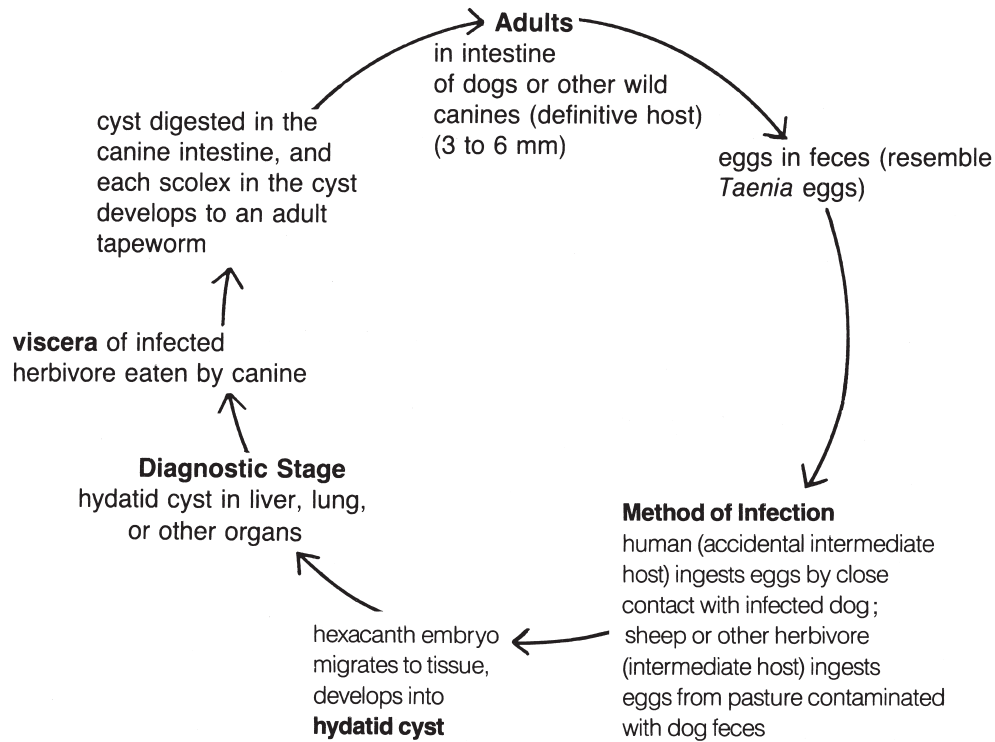 Adults
in intestine
of dogs or other wild
canines (definitive host)
(3 to 6 mm)
eggs in feces (resemble
Taenia eggs)
Method of Infection
human (accidental intermediate
host) ingests eggs by close
contact with infected dog;
sheep or other herbivore
(intermediate host) ingests
eggs from pasture contaminated
with dog feces
hexacanth embryo
migrates to tissue,
develops into
hydatid cyst
Diagnostic Stage
hydatid cyst in liver, lung,
or other organs
viscera of infected
herbivore eaten by canine
cyst digested in the
canine intestine, and
each scolex in the cyst
develops to an adult
tapeworm